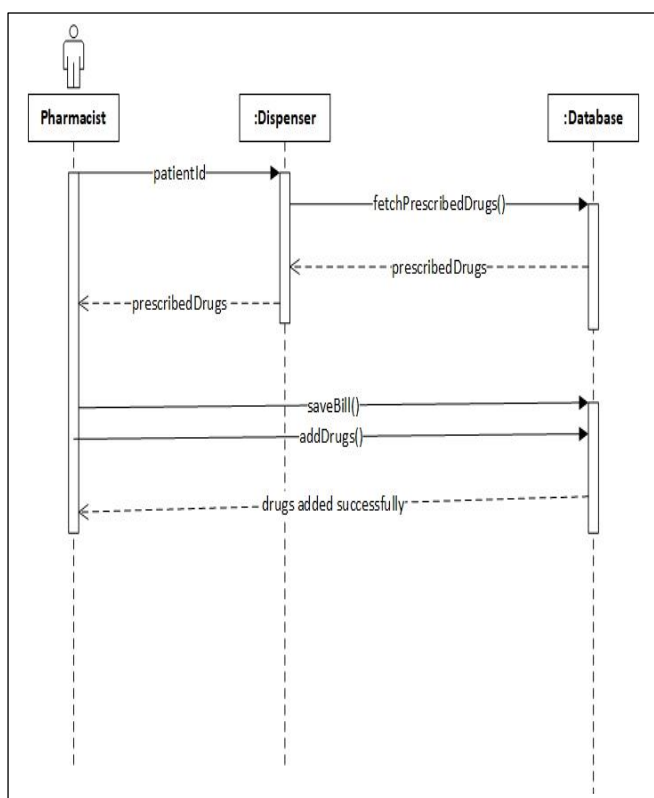 Pharmacist
:Dispenser
:Database
patientId
fetchPrescribedDrugs()
prescribedDrugs
prescribedDrugs
saveBill()
addDrugs()
drugs added successfully